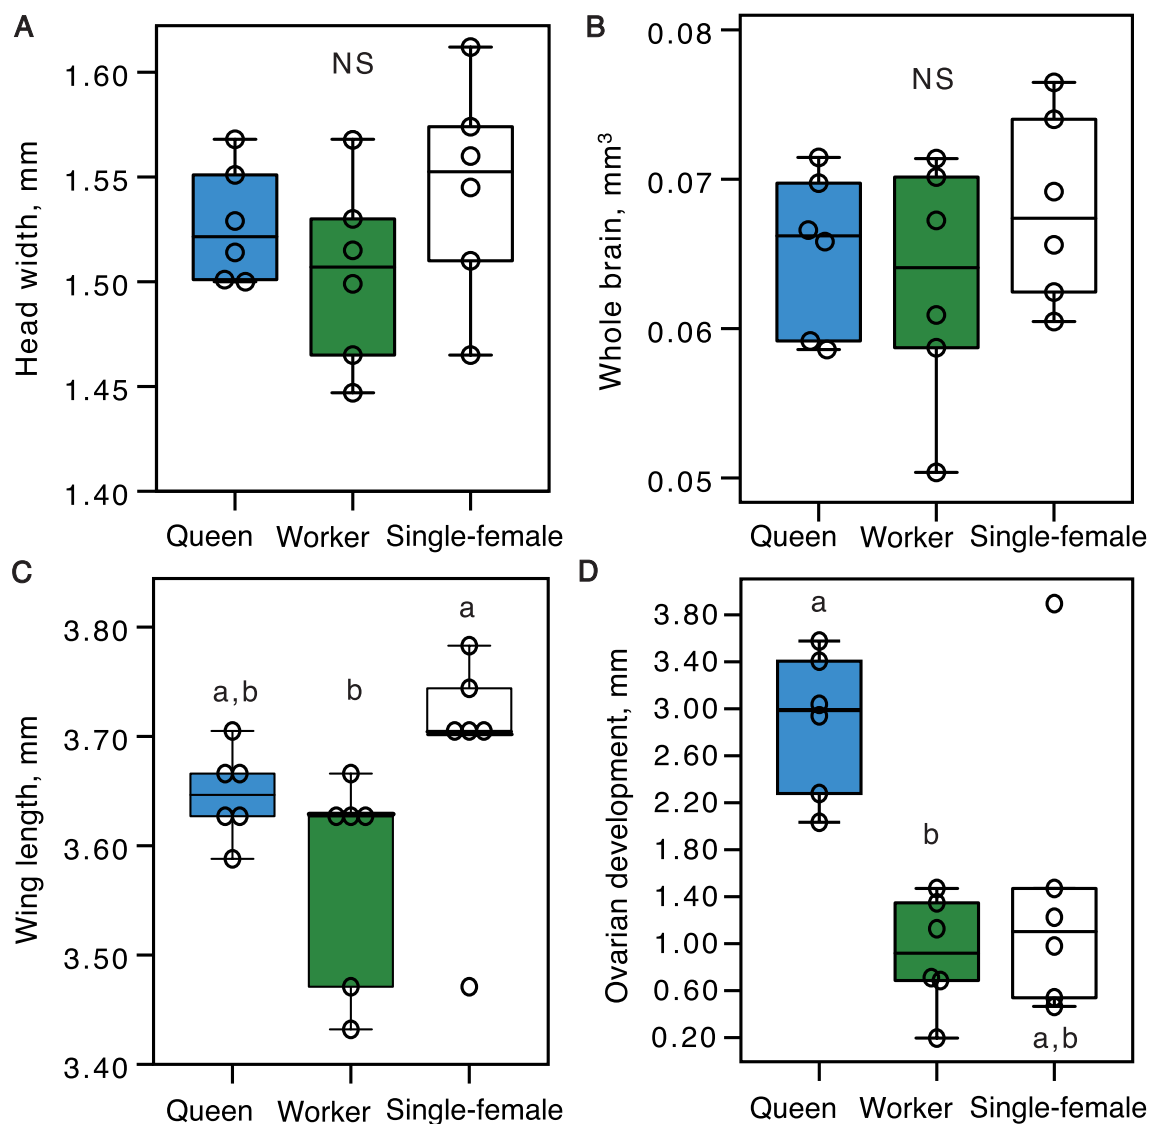 A
Head width, mm
1.60
1.55
1.50
1.45
1.40
NS
Queen Worker Single-female
B
Whole brain, mm³
0.08
0.07
0.06
0.05
NS
Queen Worker Single-female
C
Wing length, mm
3.80
3.70
3.60
3.50
3.40
a,b
b
a
Queen Worker Single-female
D
Ovarian development, mm
3.80
3.40
3.00
2.60
2.20
1.80
1.40
1.00
0.60
0.20
a
b
a,b
Queen Worker Single-female